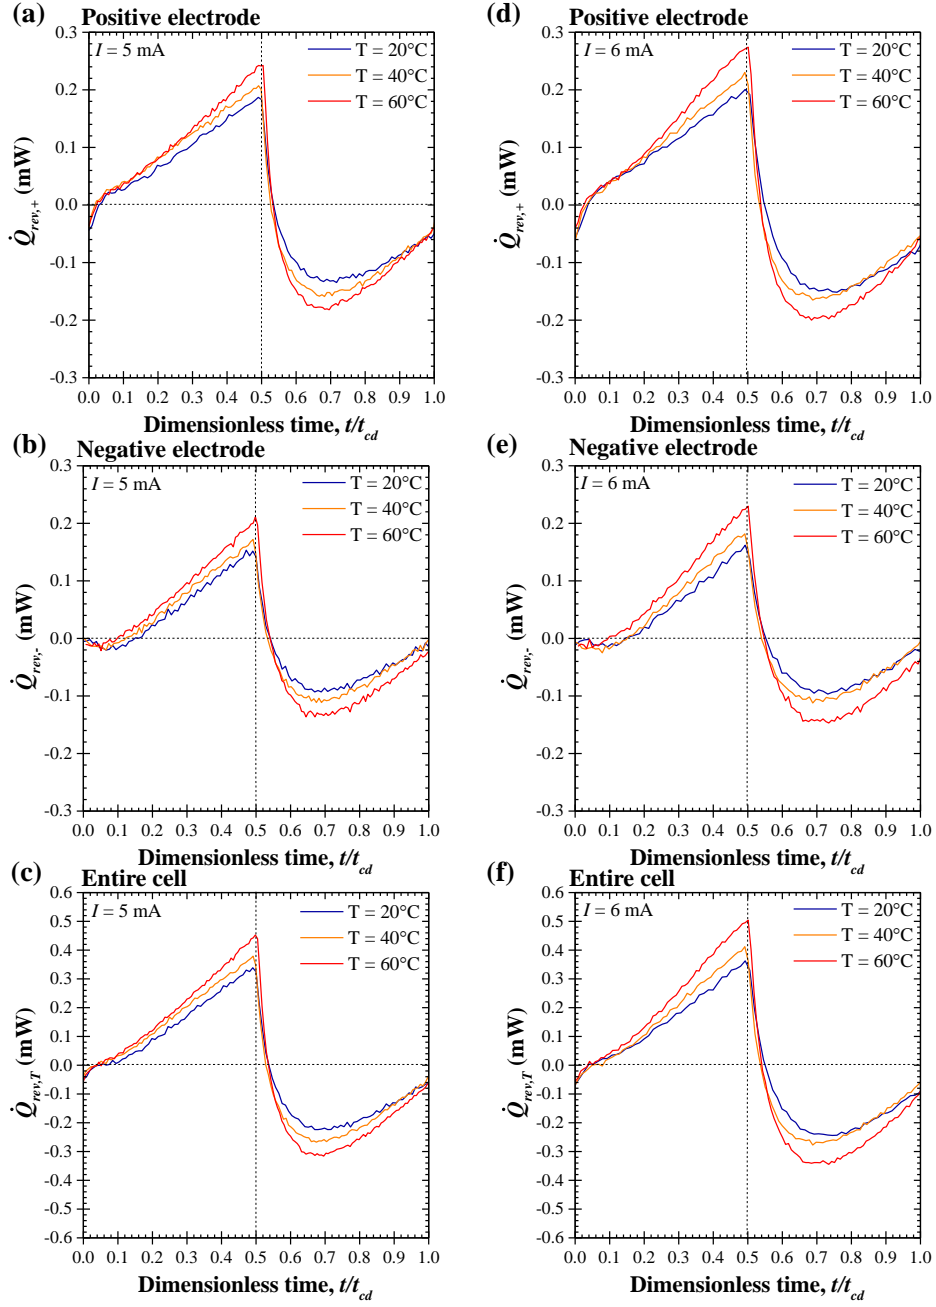 (a)
Positive electrode
I = 5 mA
T = 20°C
T = 40°C
T = 60°C
0.3
0.2
0.1
0.0
-0.1
-0.2
-0.3
Q̇rev,+ (mW)
0.0 0.1 0.2 0.3 0.4 0.5 0.6 0.7 0.8 0.9 1.0
Dimensionless time, t/tcd
(d)
Positive electrode
I = 6 mA
T = 20°C
T = 40°C
T = 60°C
0.3
0.2
0.1
0.0
-0.1
-0.2
-0.3
Q̇rev,+ (mW)
0.0 0.1 0.2 0.3 0.4 0.5 0.6 0.7 0.8 0.9 1.0
Dimensionless time, t/tcd
(b)
Negative electrode
I = 5 mA
T = 20°C
T = 40°C
T = 60°C
0.3
0.2
0.1
0.0
-0.1
-0.2
-0.3
Q̇rev,- (mW)
0.0 0.1 0.2 0.3 0.4 0.5 0.6 0.7 0.8 0.9 1.0
Dimensionless time, t/tcd
(e)
Negative electrode
I = 6 mA
T = 20°C
T = 40°C
T = 60°C
0.3
0.2
0.1
0.0
-0.1
-0.2
-0.3
Q̇rev,- (mW)
0.0 0.1 0.2 0.3 0.4 0.5 0.6 0.7 0.8 0.9 1.0
Dimensionless time, t/tcd
(c)
Entire cell
I = 5 mA
T = 20°C
T = 40°C
T = 60°C
0.6
0.5
0.4
0.3
0.2
0.1
0.0
-0.1
-0.2
-0.3
-0.4
-0.5
-0.6
Q̇rev,T (mW)
0.0 0.1 0.2 0.3 0.4 0.5 0.6 0.7 0.8 0.9 1.0
Dimensionless time, t/tcd
(f)
Entire cell
I = 6 mA
T = 20°C
T = 40°C
T = 60°C
0.6
0.5
0.4
0.3
0.2
0.1
0.0
-0.1
-0.2
-0.3
-0.4
-0.5
-0.6
Q̇rev,T (mW)
0.0 0.1 0.2 0.3 0.4 0.5 0.6 0.7 0.8 0.9 1.0
Dimensionless time, t/tcd